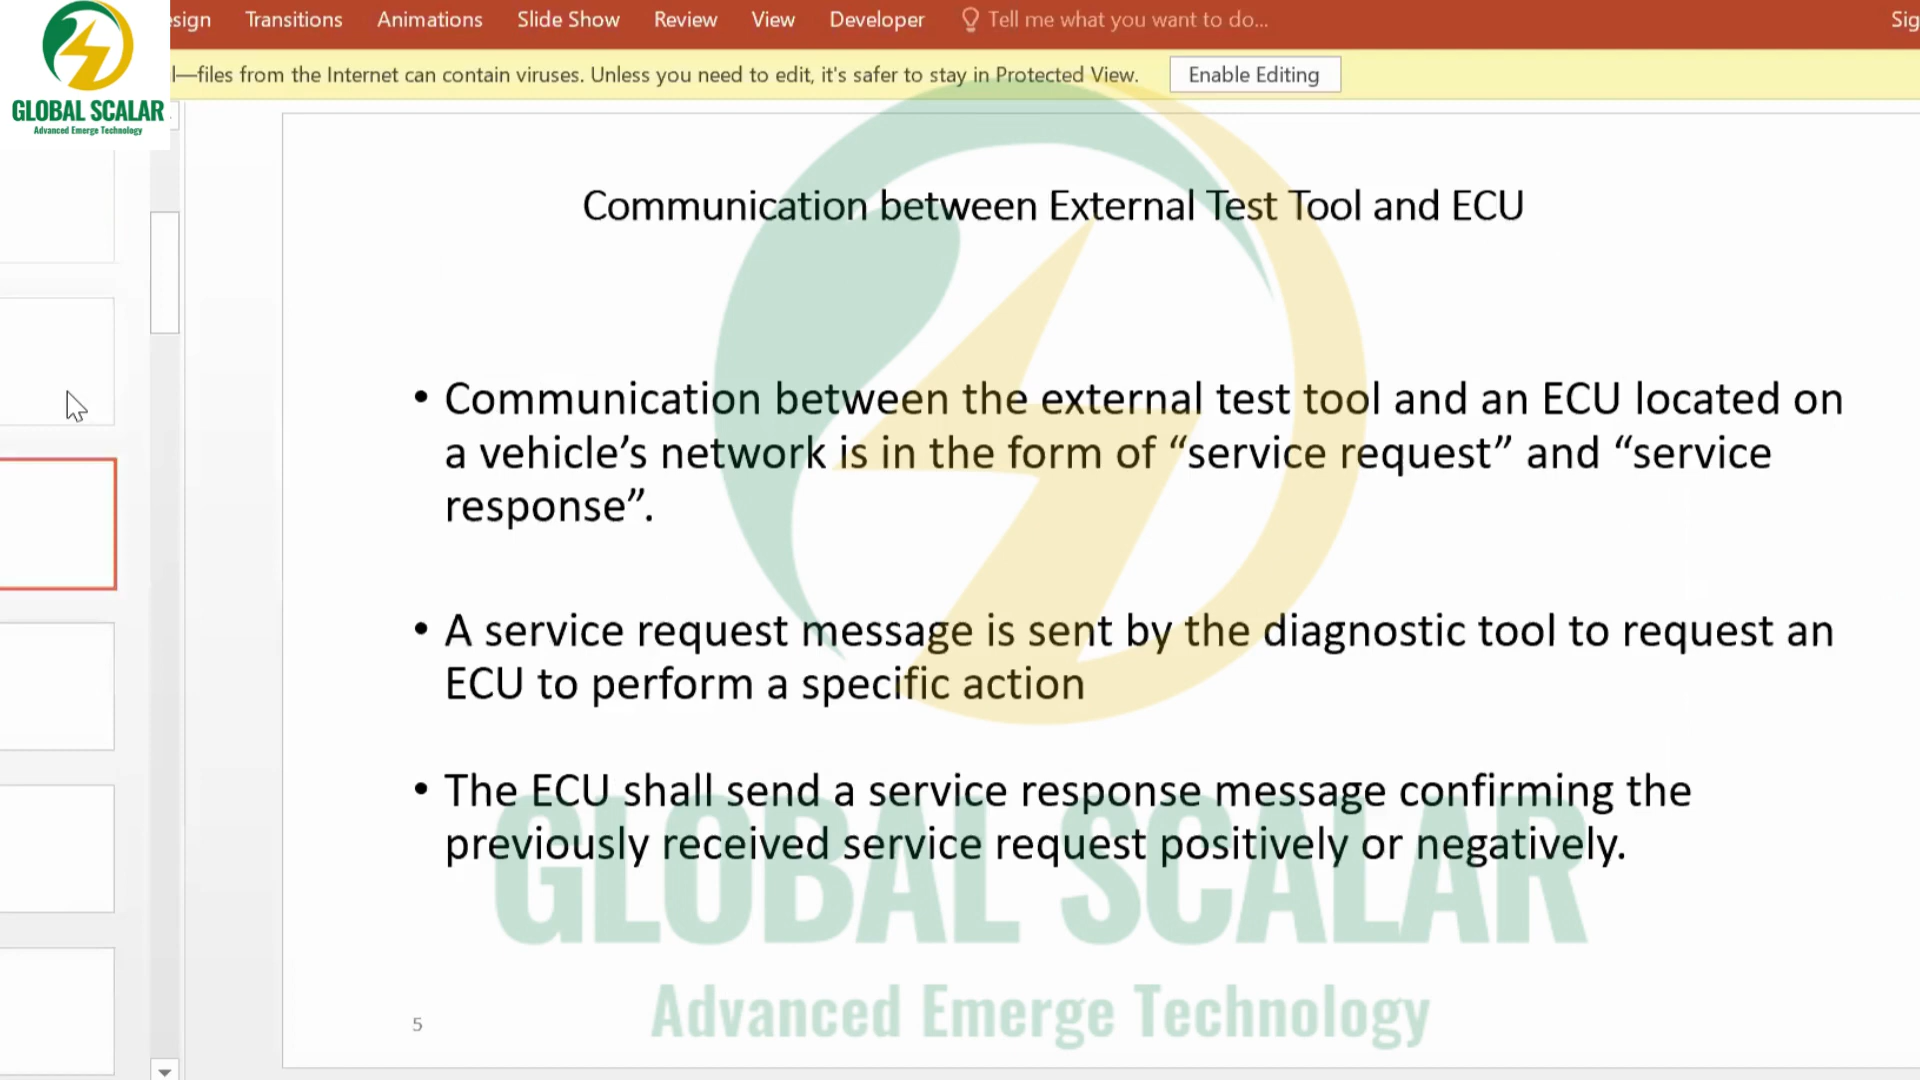 esign Transitions Animations Slide Show Review View Developer Tell me what you want to do... Sig
GLOBAL SCALAR
Advanced Emerge Technology
l—files from the Internet can contain viruses. Unless you need to edit, it's safer to stay in Protected View. Enable Editing
Communication between External Test Tool and ECU
• Communication between the external test tool and an ECU located on
a vehicle’s network is in the form of “service request” and “service
response”.
• A service request message is sent by the diagnostic tool to request an
ECU to perform a specific action
• The ECU shall send a service response message confirming the
previously received service request positively or negatively.
GLOBAL SCALAR
Advanced Emerge Technology
5